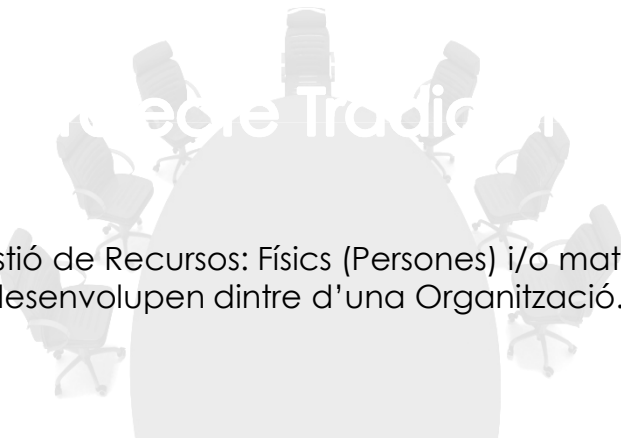 stió de Recursos: Físics (Persones) i/o mat
desenvolupen dintre d’una Organització.